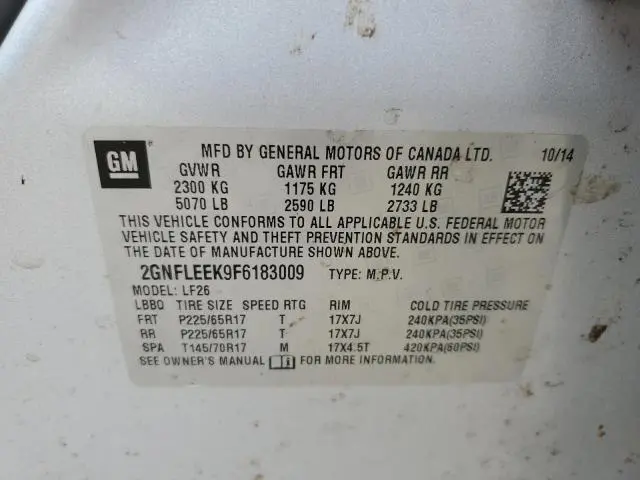 GM
MFD BY GENERAL MOTORS OF CANADA LTD. 10/14
GVWR GAWR FRT GAWR RR
2300 KG 1175 KG 1240 KG
5070 LB 2590 LB 2733 LB
THIS VEHICLE CONFORMS TO ALL APPLICABLE U.S. FEDERAL MOTOR
VEHICLE SAFETY AND THEFT PREVENTION STANDARDS IN EFFECT ON
THE DATE OF MANUFACTURE SHOWN ABOVE.
2GNFLEEK9F6183009 TYPE: M.P.V.
MODEL: LF26
LBBO TIRE SIZE SPEED RTG RIM COLD TIRE PRESSURE
FRT P225/65R17 T 17X7J 240KPA(35PSI)
RR P225/65R17 T 17X7J 240KPA(35PSI)
SPA T145/70R17 M 17X4.5T 420KPA(60PSI)
SEE OWNER'S MANUAL FOR MORE INFORMATION